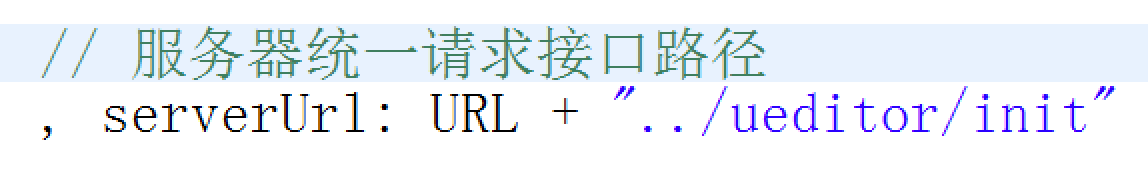 // 服务器统一请求接口路径
, serverUrl: URL + "../ueditor/init"